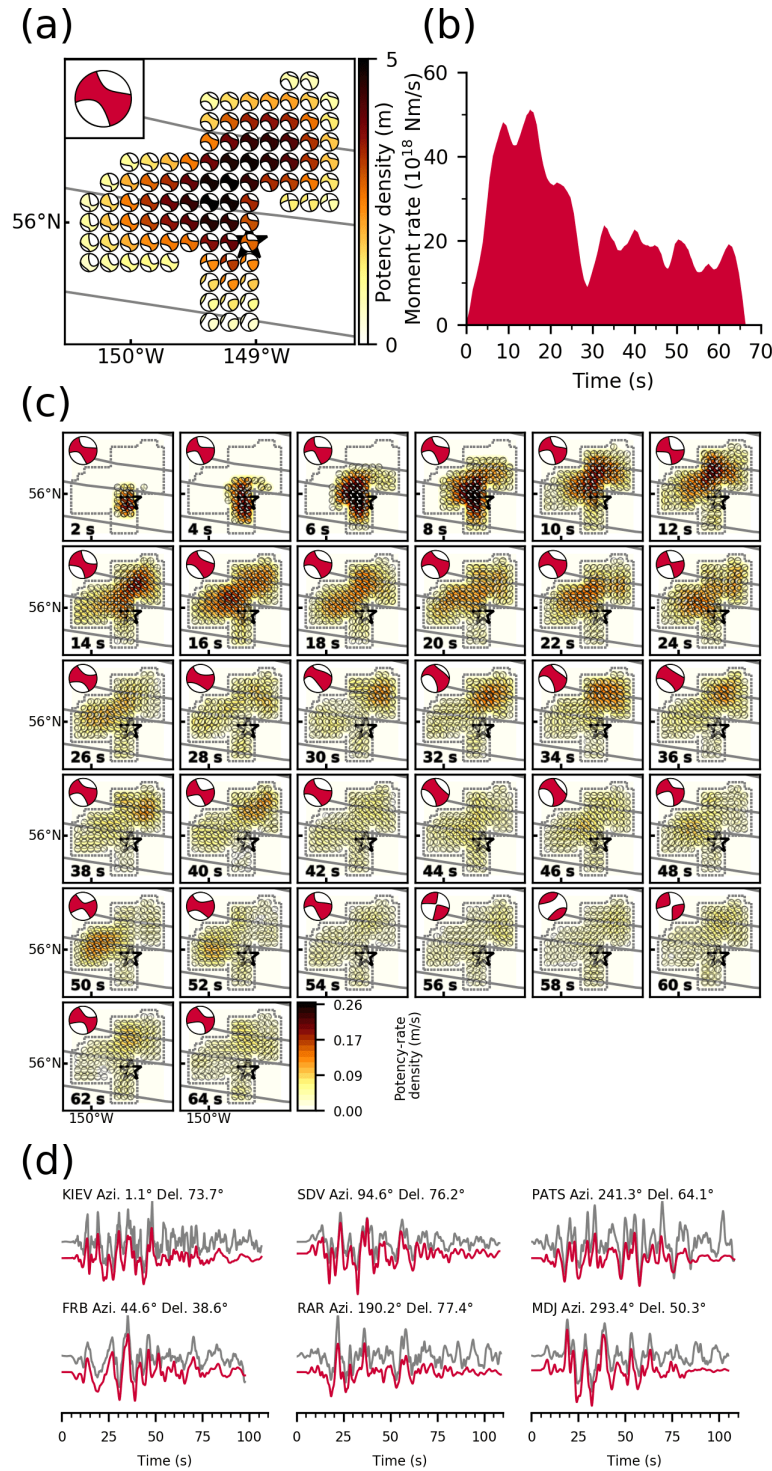 (a)
56°N
150°W 149°W
5
0
Potency density (m)
(b)
60
40
20
0
Moment rate (10¹⁸ Nm/s)
0 10 20 30 40 50 60 70
Time (s)
(c)
56°N
2 s 4 s 6 s 8 s 10 s 12 s
56°N
14 s 16 s 18 s 20 s 22 s 24 s
56°N
26 s 28 s 30 s 32 s 34 s 36 s
56°N
38 s 40 s 42 s 44 s 46 s 48 s
56°N
50 s 52 s 54 s 56 s 58 s 60 s
56°N
62 s 64 s
150°W 150°W
0.26
0.17
0.09
0.00
Potency-rate
density (m/s)
(d)
KIEV Azi. 1.1° Del. 73.7° SDV Azi. 94.6° Del. 76.2° PATS Azi. 241.3° Del. 64.1°
FRB Azi. 44.6° Del. 38.6° RAR Azi. 190.2° Del. 77.4° MDJ Azi. 293.4° Del. 50.3°
0 25 50 75 100 0 25 50 75 100 0 25 50 75 100
Time (s) Time (s) Time (s)